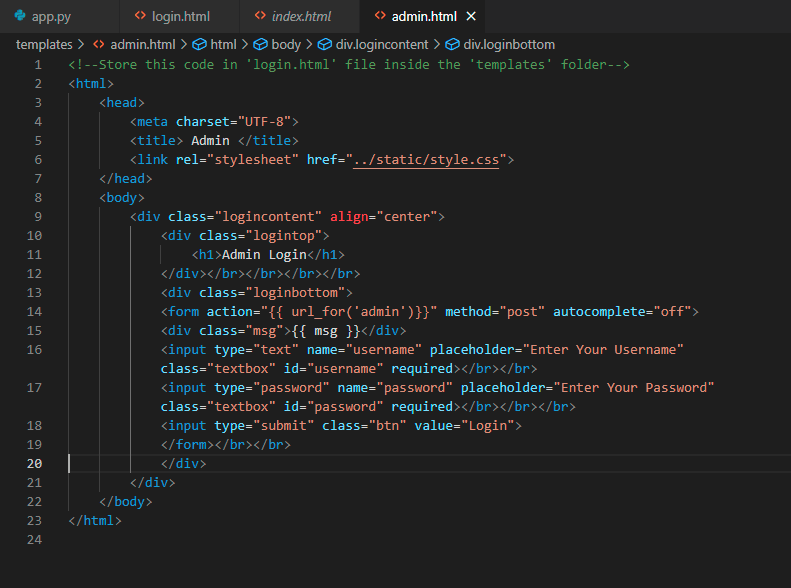 app.py login.html index.html admin.html
templates > admin.html > html > body > div.logincontent > div.loginbottom
1 <!--Store this code in 'login.html' file inside the 'templates' folder-->
2 <html>
3 <head>
4 <meta charset="UTF-8">
5 <title> Admin </title>
6 <link rel="stylesheet" href="../static/style.css">
7 </head>
8 <body>
9 <div class="logincontent" align="center">
10 <div class="logintop">
11 <h1>Admin Login</h1>
12 </div></br></br></br></br>
13 <div class="loginbottom">
14 <form action="{{ url_for('admin')}}" method="post" autocomplete="off">
15 <div class="msg">{{ msg }}</div>
16 <input type="text" name="username" placeholder="Enter Your Username"
class="textbox" id="username" required></br></br>
17 <input type="password" name="password" placeholder="Enter Your Password"
class="textbox" id="password" required></br></br></br>
18 <input type="submit" class="btn" value="Login">
19 </form></br></br>
20 </div>
21 </div>
22 </body>
23 </html>
24